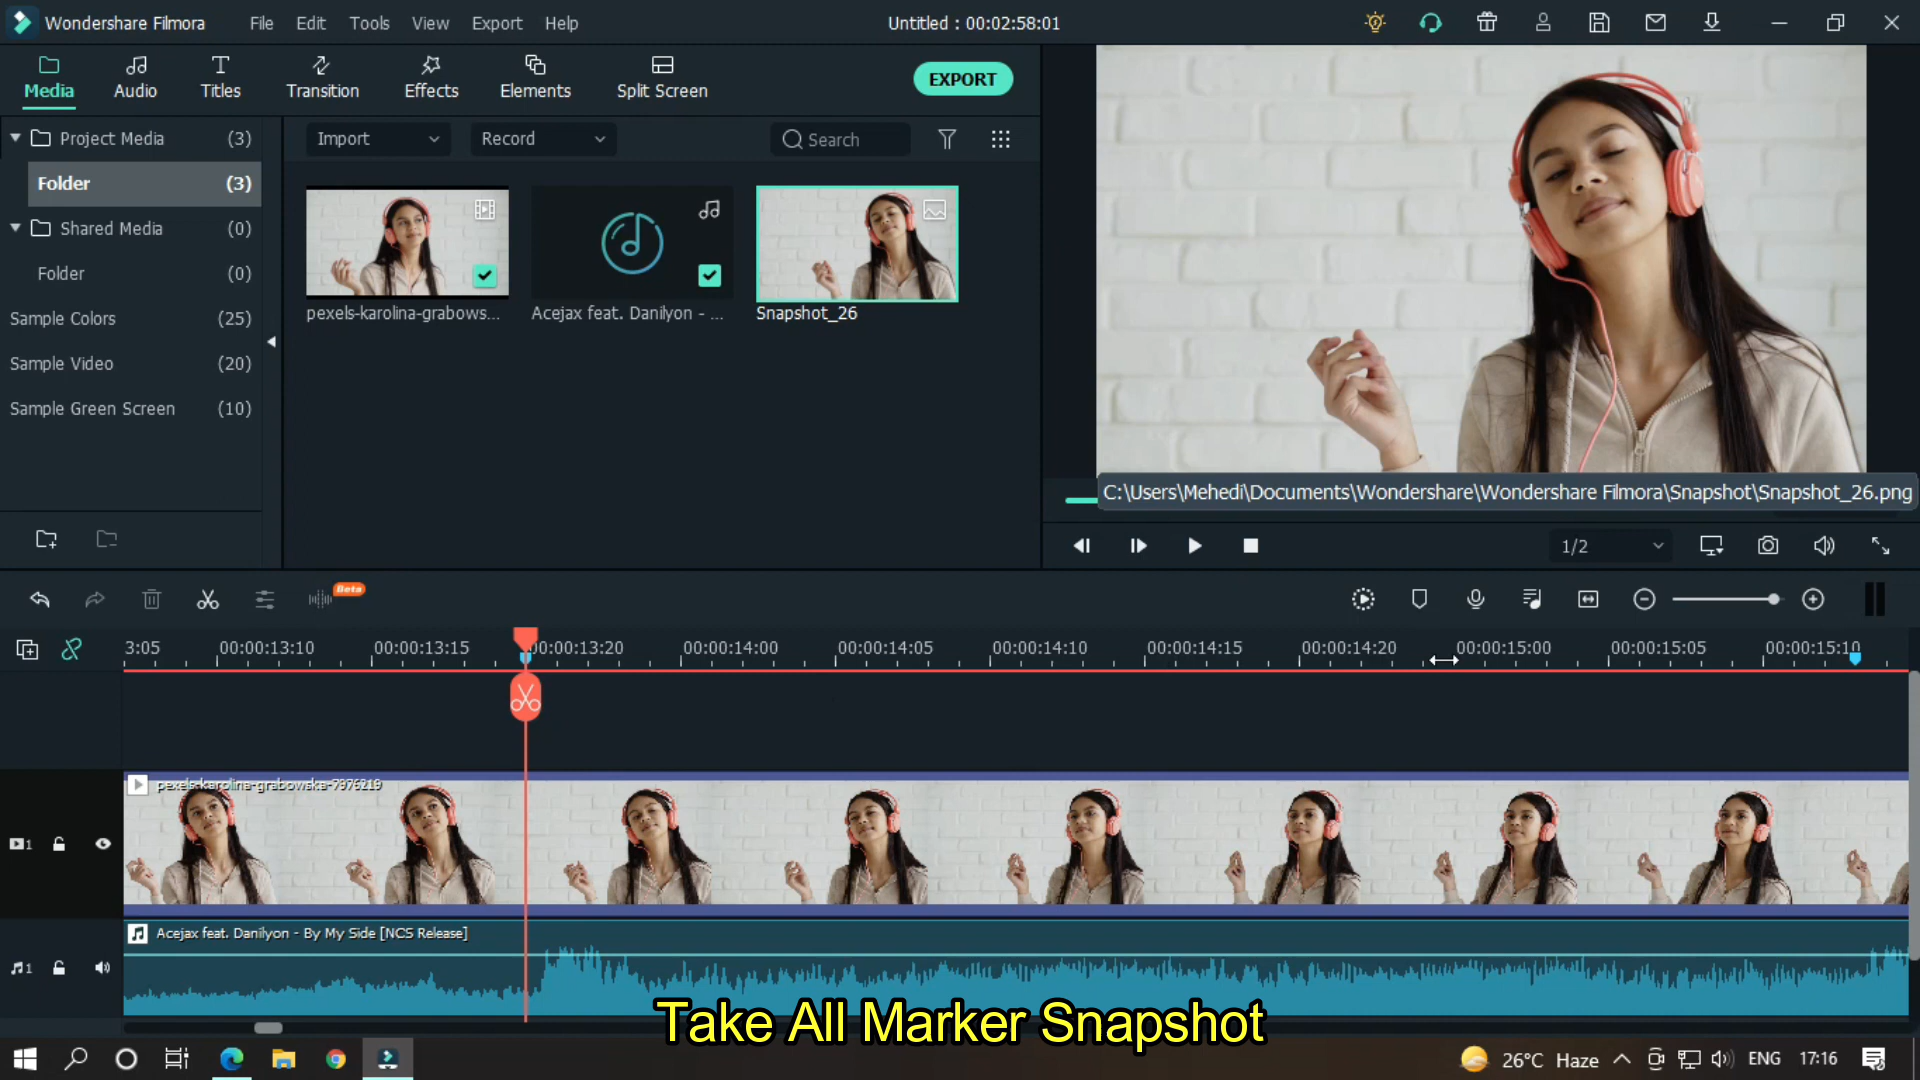 Wondershare Filmora
File Edit Tools View Export Help
Untitled : 00:02:58:01
Media Audio Titles Transition Effects Elements Split Screen
EXPORT
Project Media (3)
Folder (3)
Shared Media (0)
Folder (0)
Sample Colors (25)
Sample Video (20)
Sample Green Screen (10)
Import Record Search
pexels-karolina-grabows... Acejax feat. Danilyon - ... Snapshot_26
C:\Users\Mehedi\Documents\Wondershare\Wondershare Filmora\Snapshot\Snapshot_26.png
1/2
Beta
3:05 00:00:13:10 00:00:13:15 00:00:13:20 00:00:14:00 00:00:14:05 00:00:14:10 00:00:14:15 00:00:14:20 00:00:15:00 00:00:15:05 00:00:15:10
pexels-karolina-grabowska-7976219
1
Acejax feat. Danilyon - By My Side [NCS Release]
1
Take All Marker Snapshot
26°C Haze ENG 17:16